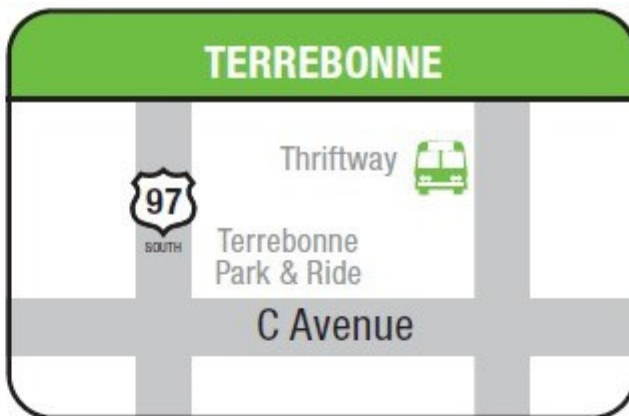 TERREBONNE
Thriftway
97
SOUTH
Terrebonne
Park & Ride
C Avenue